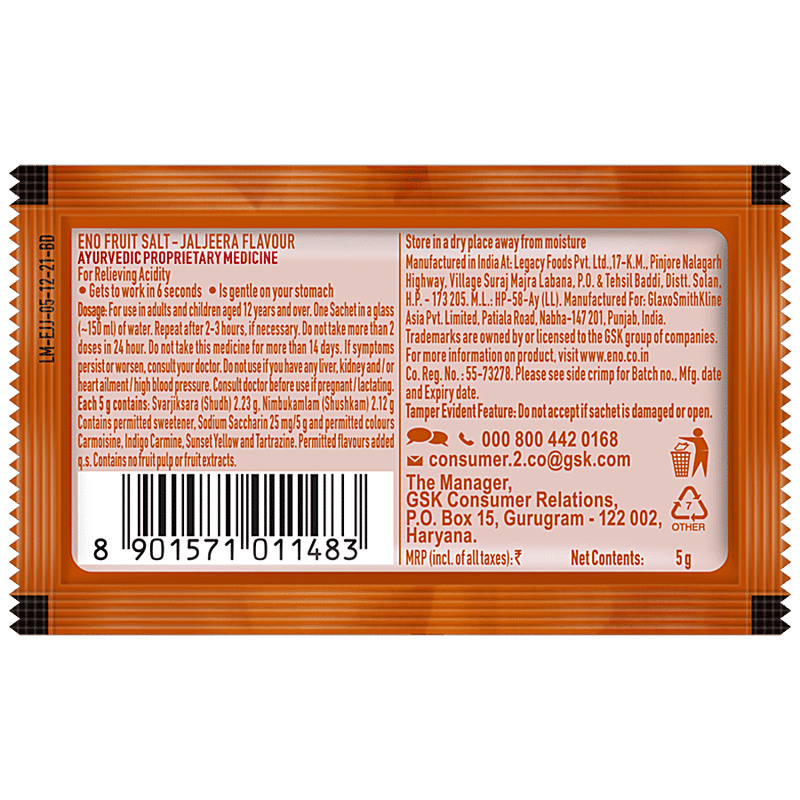 LM-EJJ-05-12-21-BD
ENO FRUIT SALT - JALJEERA FLAVOUR
AYURVEDIC PROPRIETARY MEDICINE
For Relieving Acidity
• Gets to work in 6 seconds • Is gentle on your stomach
Dosage: For use in adults and children aged 12 years and over. One Sachet in a glass
(~150 ml) of water. Repeat after 2-3 hours, if necessary. Do not take more than 2
doses in 24 hour. Do not take this medicine for more than 14 days. If symptoms
persist or worsen, consult your doctor. Do not use if you have any liver, kidney and / or
heart ailment / high blood pressure. Consult doctor before use if pregnant / lactating.
Each 5 g contains: Svarjiksara (Shudh) 2.23 g. Nimbukamlam (Shushkam) 2.12 g
Contains permitted sweetener, Sodium Saccharin 25 mg/5 g and permitted colours
Carmoisine, Indigo Carmine, Sunset Yellow and Tartrazine. Permitted flavours added
q.s. Contains no fruit pulp or fruit extracts.
8 901571 011483
Store in a dry place away from moisture
Manufactured in India At: Legacy Foods Pvt. Ltd., 17-K.M., Pinjore Nalagarh
Highway, Village Suraj Majra Labana, P.O. & Tehsil Baddi, Distt. Solan,
H.P. - 173 205. M.L.: HP-58-Ay (LL). Manufactured For: GlaxoSmithKline
Asia Pvt. Limited, Patiala Road, Nabha-147 201, Punjab, India.
Trademarks are owned by or licensed to the GSK group of companies.
For more information on product, visit www.eno.co.in
Co. Reg. No. : 55-73278. Please see side crimp for Batch no., Mfg. date
and Expiry date.
Tamper Evident Feature: Do not accept if sachet is damaged or open.
000 800 442 0168
consumer.2.co@gsk.com
The Manager,
GSK Consumer Relations,
P.O. Box 15, Gurugram - 122 002,
Haryana.
7
OTHER
MRP (incl. of all taxes): ₹ Net Contents: 5 g